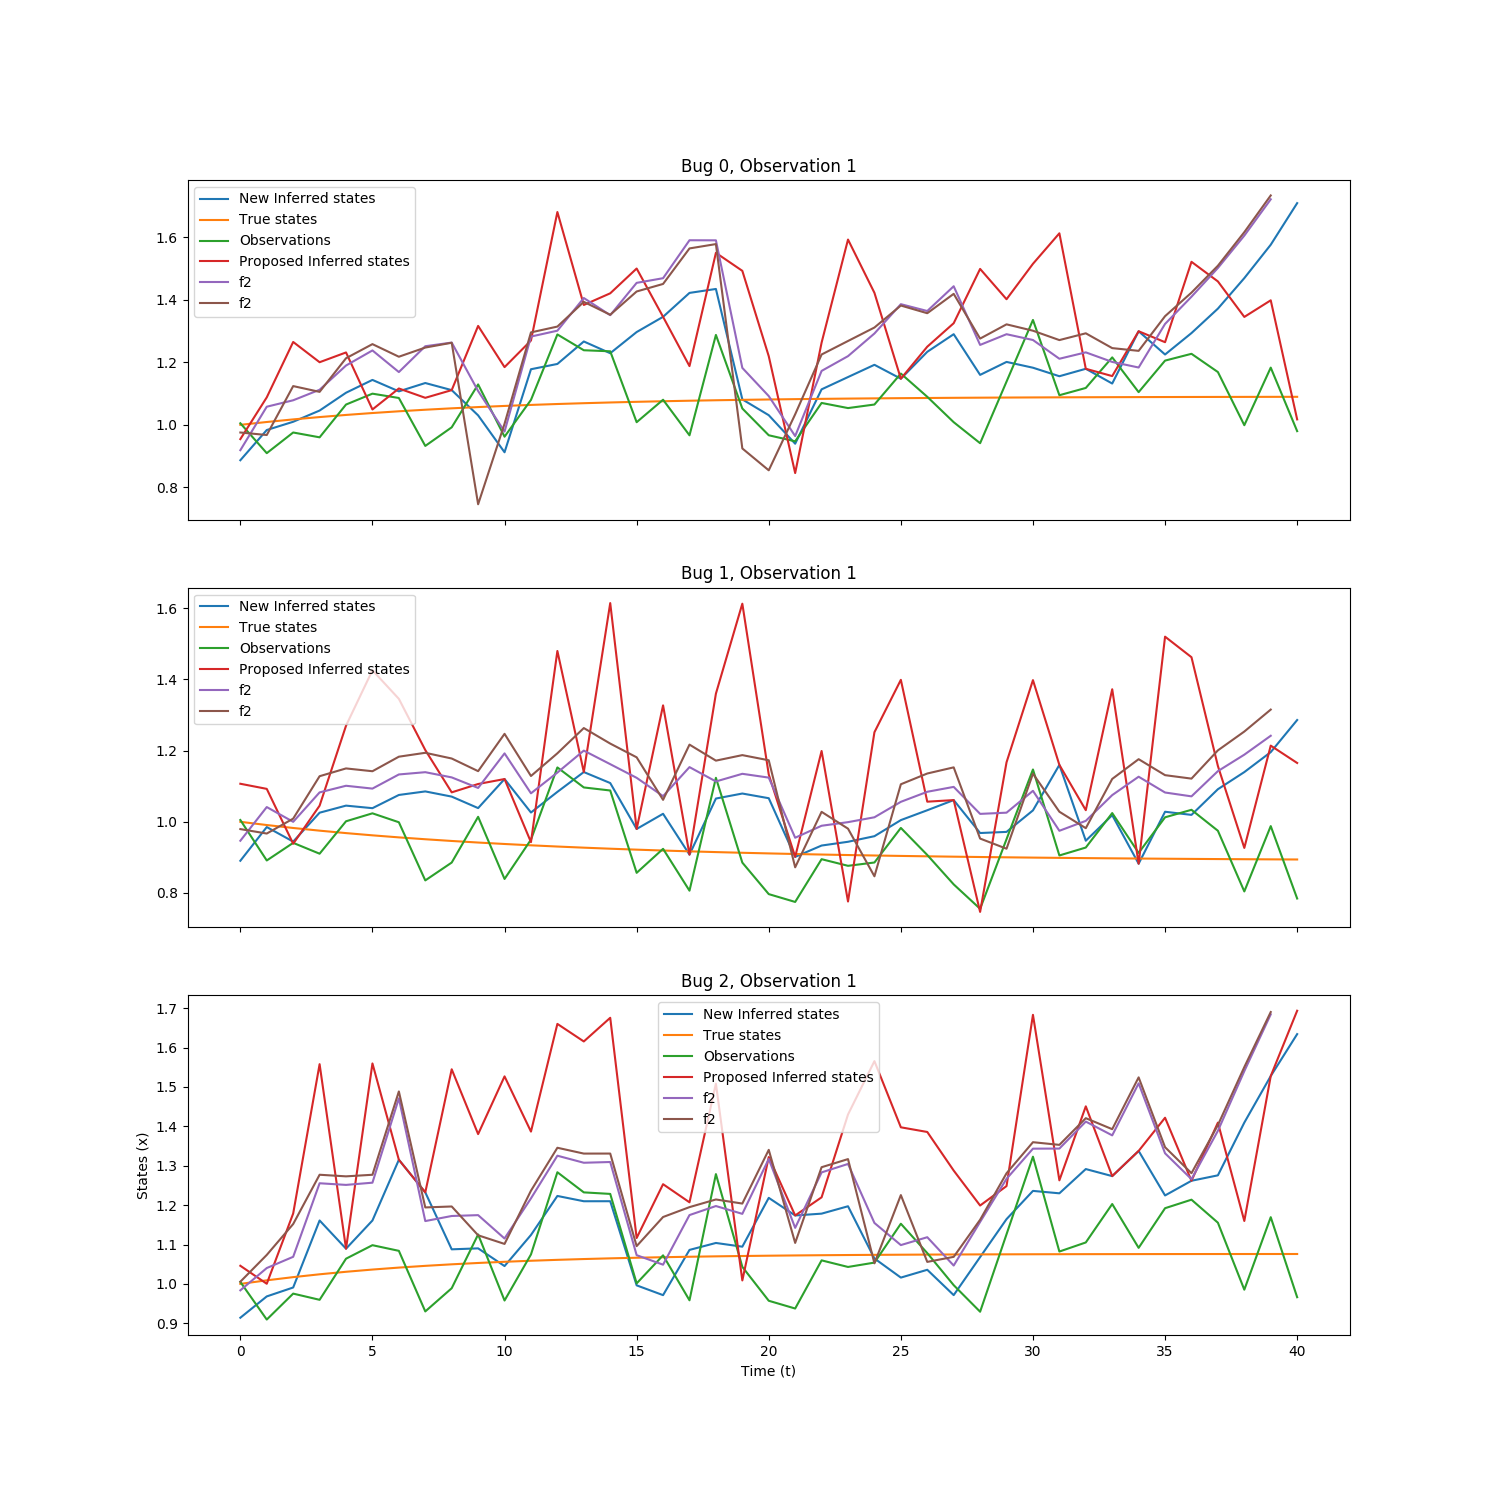 Bug 0, Observation 1
New Inferred states
True states
Observations
Proposed Inferred states
f2
f2
1.6
1.4
1.2
1.0
0.8
Bug 1, Observation 1
New Inferred states
True states
Observations
Proposed Inferred states
f2
f2
1.6
1.4
1.2
1.0
0.8
Bug 2, Observation 1
New Inferred states
True states
Observations
Proposed Inferred states
f2
f2
1.7
1.6
1.5
1.4
1.3
1.2
1.1
1.0
0.9
States (x)
0 5 10 15 20 25 30 35 40
Time (t)